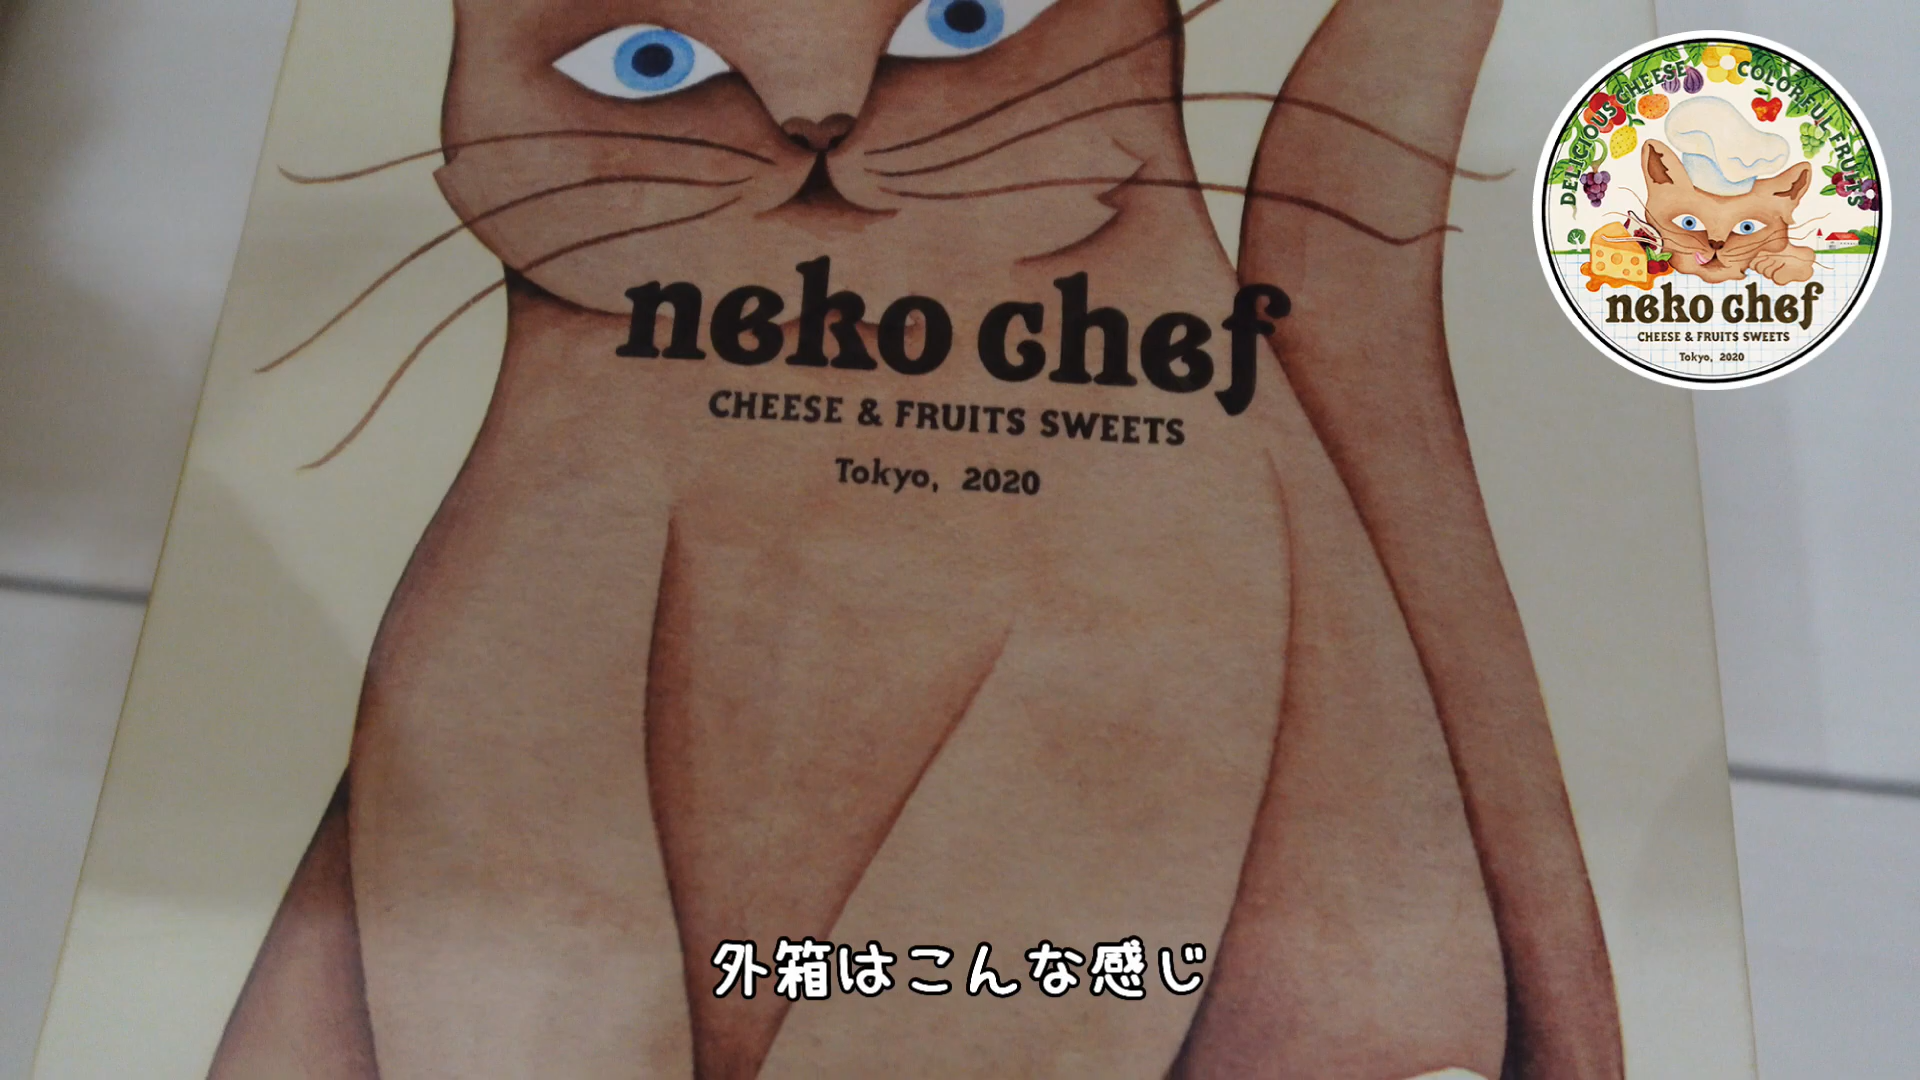 neko chef
CHEESE & FRUITS SWEETS
Tokyo, 2020
DELICIOUS CHEESE COLORFUL FRUITS
neko chef
CHEESE & FRUITS SWEETS
Tokyo, 2020
外箱はこんな感じ